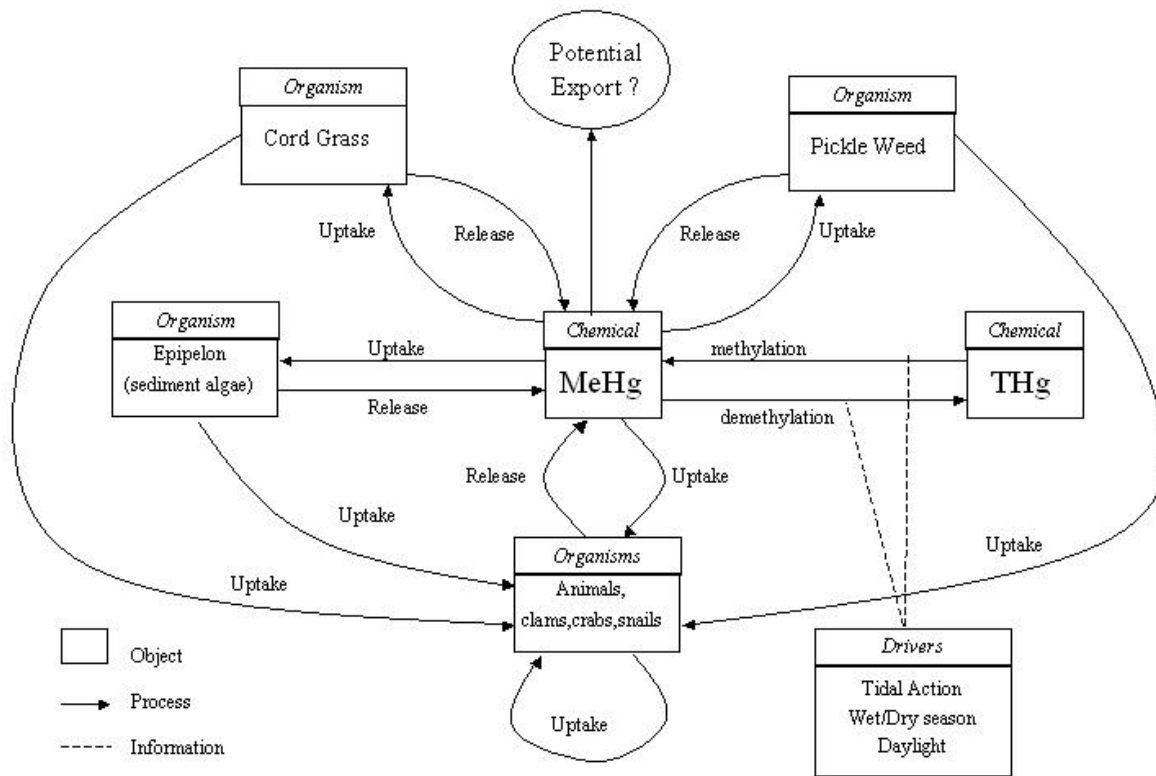 Potential
Export ?
Organism
Cord Grass
Organism
Pickle Weed
Uptake
Release
Release
Uptake
Organism
Epipelon
(sediment algae)
Uptake
Release
Chemical
MeHg
methylation
demethylation
Chemical
THg
Release
Uptake
Uptake
Uptake
Uptake
Organisms
Animals,
clams,crabs,snails
Uptake
Drivers
Tidal Action
Wet/Dry season
Daylight
Object
Process
Information